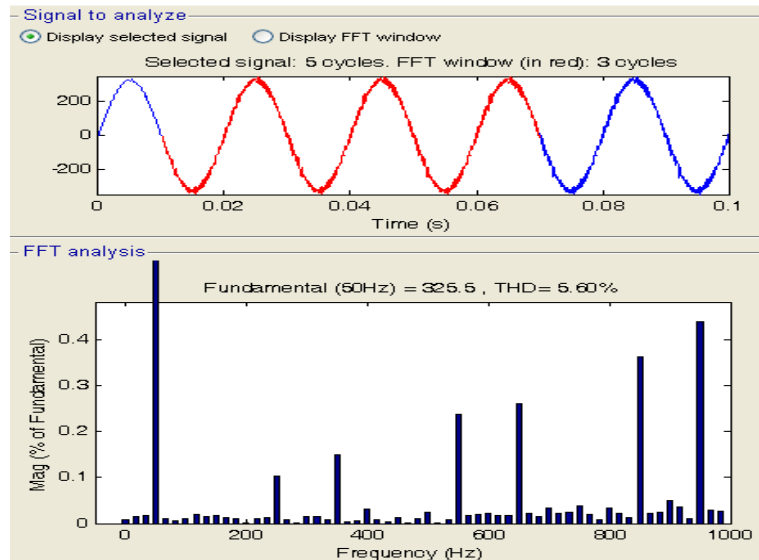 Signal to analyze
Display selected signal Display FFT window
Selected signal: 5 cycles. FFT window (in red): 3 cycles
200
0
-200
0 0.02 0.04 0.06 0.08 0.1
Time (s)
FFT analysis
Fundamental (50Hz) = 325.5 , THD= 5.60%
Mag (% of Fundamental)
0.4
0.3
0.2
0.1
0
0 200 400 600 800 1000
Frequency (Hz)